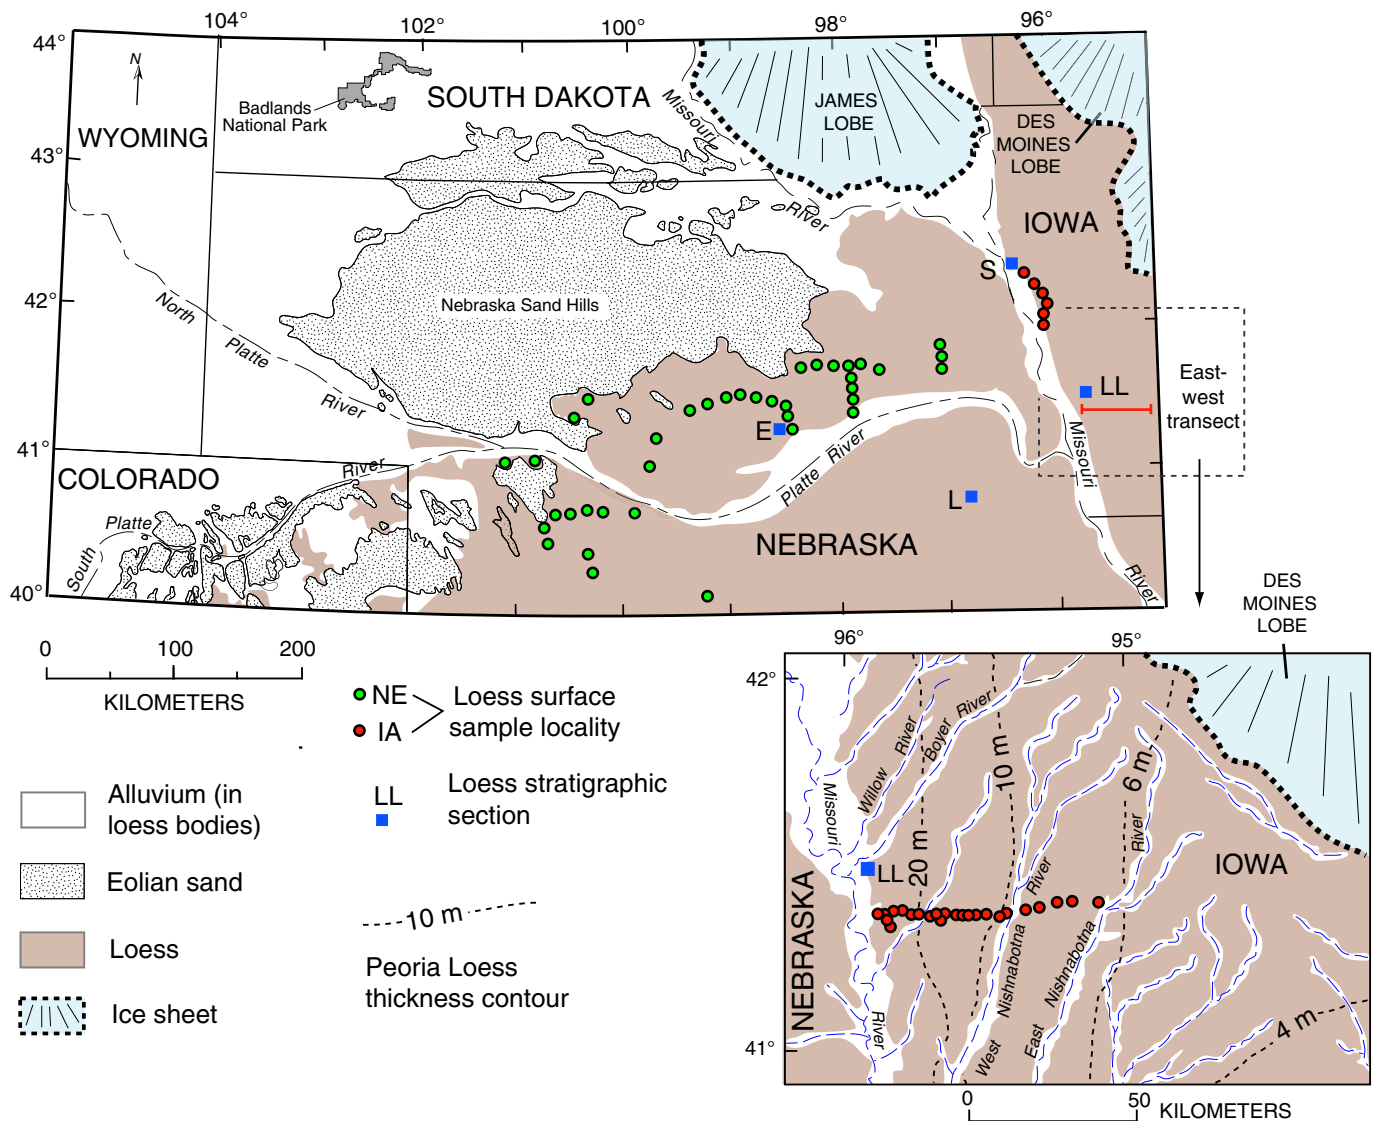 104°
102°
100°
98°
96°
44°
43°
42°
41°
40°
N
Badlands
National Park
SOUTH DAKOTA
WYOMING
Missouri
River
JAMES
LOBE
DES
MOINES
LOBE
IOWA
S
Nebraska Sand Hills
North
Platte
River
East-
west
transect
LL
E
Platte River
Missouri
River
L
NEBRASKA
COLORADO
River
Platte
South
0 100 200
KILOMETERS
NE
IA
Loess surface
sample locality
LL
Loess stratigraphic
section
Alluvium (in
loess bodies)
Eolian sand
Loess
Ice sheet
10 m
Peoria Loess
thickness contour
DES
MOINES
LOBE
96°
95°
42°
41°
Missouri
River
Willow River
Boyer River
20 m
10 m
6 m
4 m
LL
NEBRASKA
IOWA
West Nishnabotna River
East Nishnabotna River
0 50 KILOMETERS